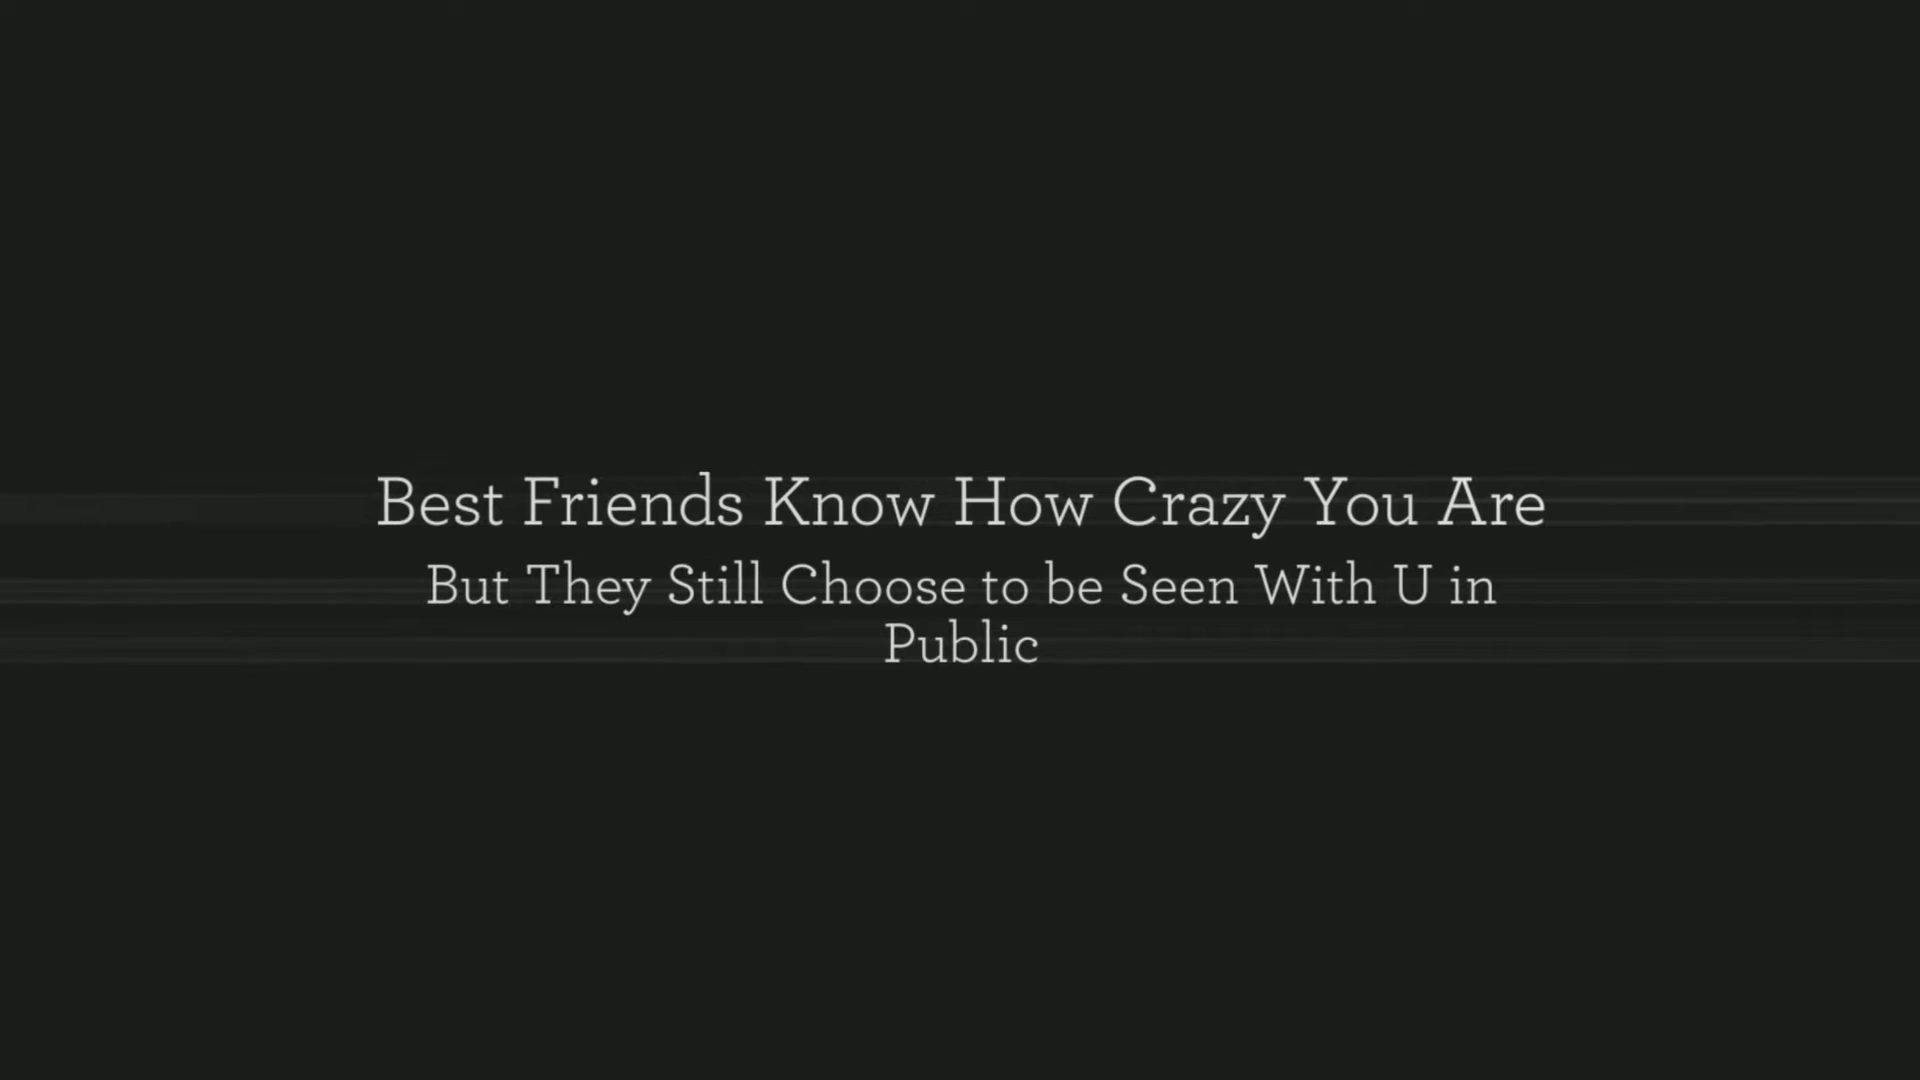 Best Friends Know How Crazy You Are
But They Still Choose to be Seen With U in
Public